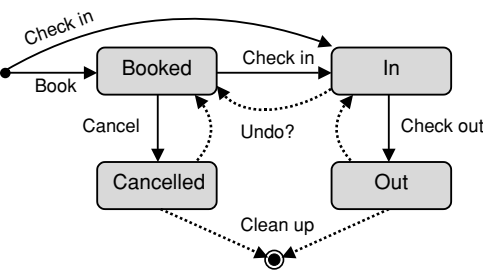 Check in
Booked
Check in
In
Book
Cancel
Undo?
Check out
Cancelled
Out
Clean up